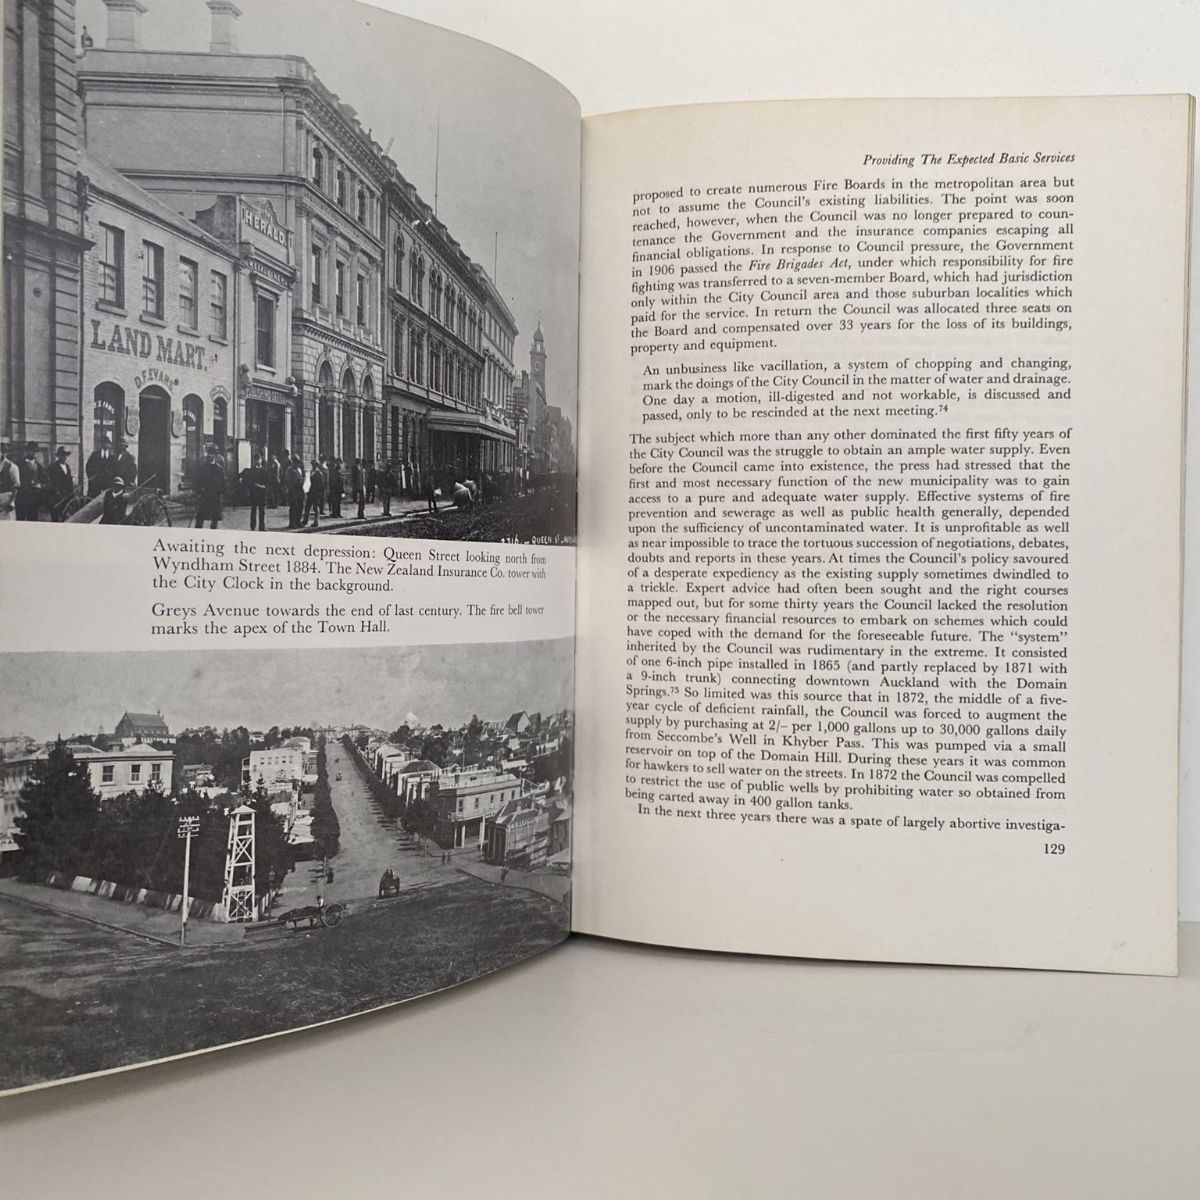 HERALD
WEEKLY NEWS
LAND MART.
D.F. EVANS
2316 - QUEEN ST.
Awaiting the next depression: Queen Street looking north from
Wyndham Street 1884. The New Zealand Insurance Co. tower with
the City Clock in the background.
Greys Avenue towards the end of last century. The fire bell tower
marks the apex of the Town Hall.
Providing The Expected Basic Services
proposed to create numerous Fire Boards in the metropolitan area but
not to assume the Council's existing liabilities. The point was soon
reached, however, when the Council was no longer prepared to coun-
tenance the Government and the insurance companies escaping all
financial obligations. In response to Council pressure, the Government
in 1906 passed the Fire Brigades Act, under which responsibility for fire
fighting was transferred to a seven-member Board, which had jurisdiction
only within the City Council area and those suburban localities which
paid for the service. In return the Council was allocated three seats on
the Board and compensated over 33 years for the loss of its buildings,
property and equipment.
An unbusiness like vacillation, a system of chopping and changing,
mark the doings of the City Council in the matter of water and drainage.
One day a motion, ill-digested and not workable, is discussed and
passed, only to be rescinded at the next meeting.74
The subject which more than any other dominated the first fifty years of
the City Council was the struggle to obtain an ample water supply. Even
before the Council came into existence, the press had stressed that the
first and most necessary function of the new municipality was to gain
access to a pure and adequate water supply. Effective systems of fire
prevention and sewerage as well as public health generally, depended
upon the sufficiency of uncontaminated water. It is unprofitable as well
as near impossible to trace the tortuous succession of negotiations, debates,
doubts and reports in these years. At times the Council's policy savoured
of a desperate expediency as the existing supply sometimes dwindled to
a trickle. Expert advice had often been sought and the right courses
mapped out, but for some thirty years the Council lacked the resolution
or the necessary financial resources to embark on schemes which could
have coped with the demand for the foreseeable future. The "system"
inherited by the Council was rudimentary in the extreme. It consisted
of one 6-inch pipe installed in 1865 (and partly replaced by 1871 with
a 9-inch trunk) connecting downtown Auckland with the Domain
Springs.75 So limited was this source that in 1872, the middle of a five-
year cycle of deficient rainfall, the Council was forced to augment the
supply by purchasing at 2/– per 1,000 gallons up to 30,000 gallons daily
from Seccombe's Well in Khyber Pass. This was pumped via a small
reservoir on top of the Domain Hill. During these years it was common
for hawkers to sell water on the streets. In 1872 the Council was compelled
to restrict the use of public wells by prohibiting water so obtained from
being carted away in 400 gallon tanks.
In the next three years there was a spate of largely abortive investiga-
129